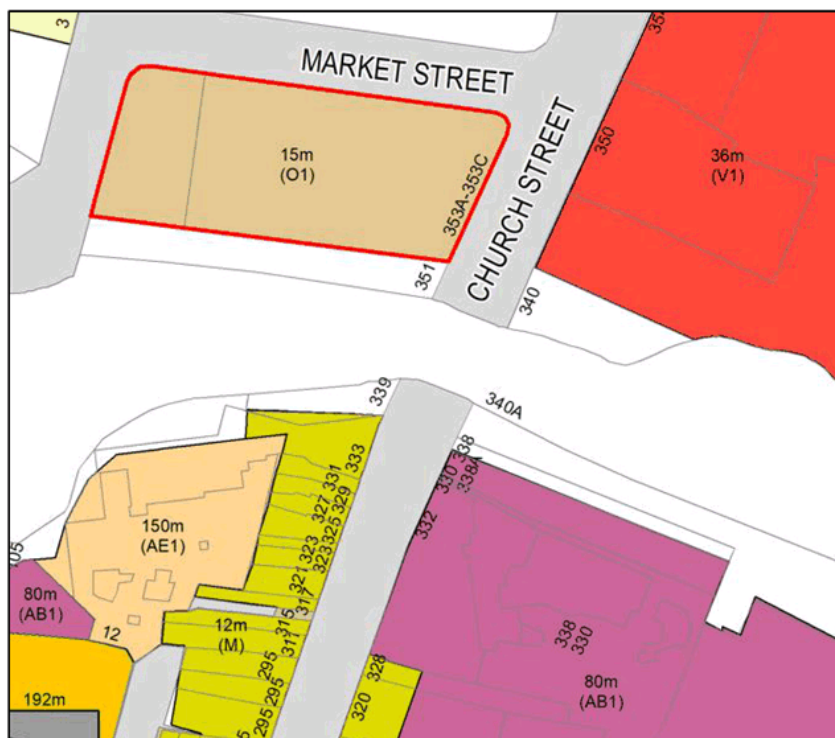 3
MARKET STREET
354
15m
(O1)
353A-353C
CHURCH STREET
350
36m
(V1)
351
340
339
340A
333
338
338A
330
331
329
327
325
332
323
323
150m
(AE1)
321
317
80m
(AB1)
12
315
311
12m
(M)
338
330
295
328
80m
(AB1)
295
320
192m
295